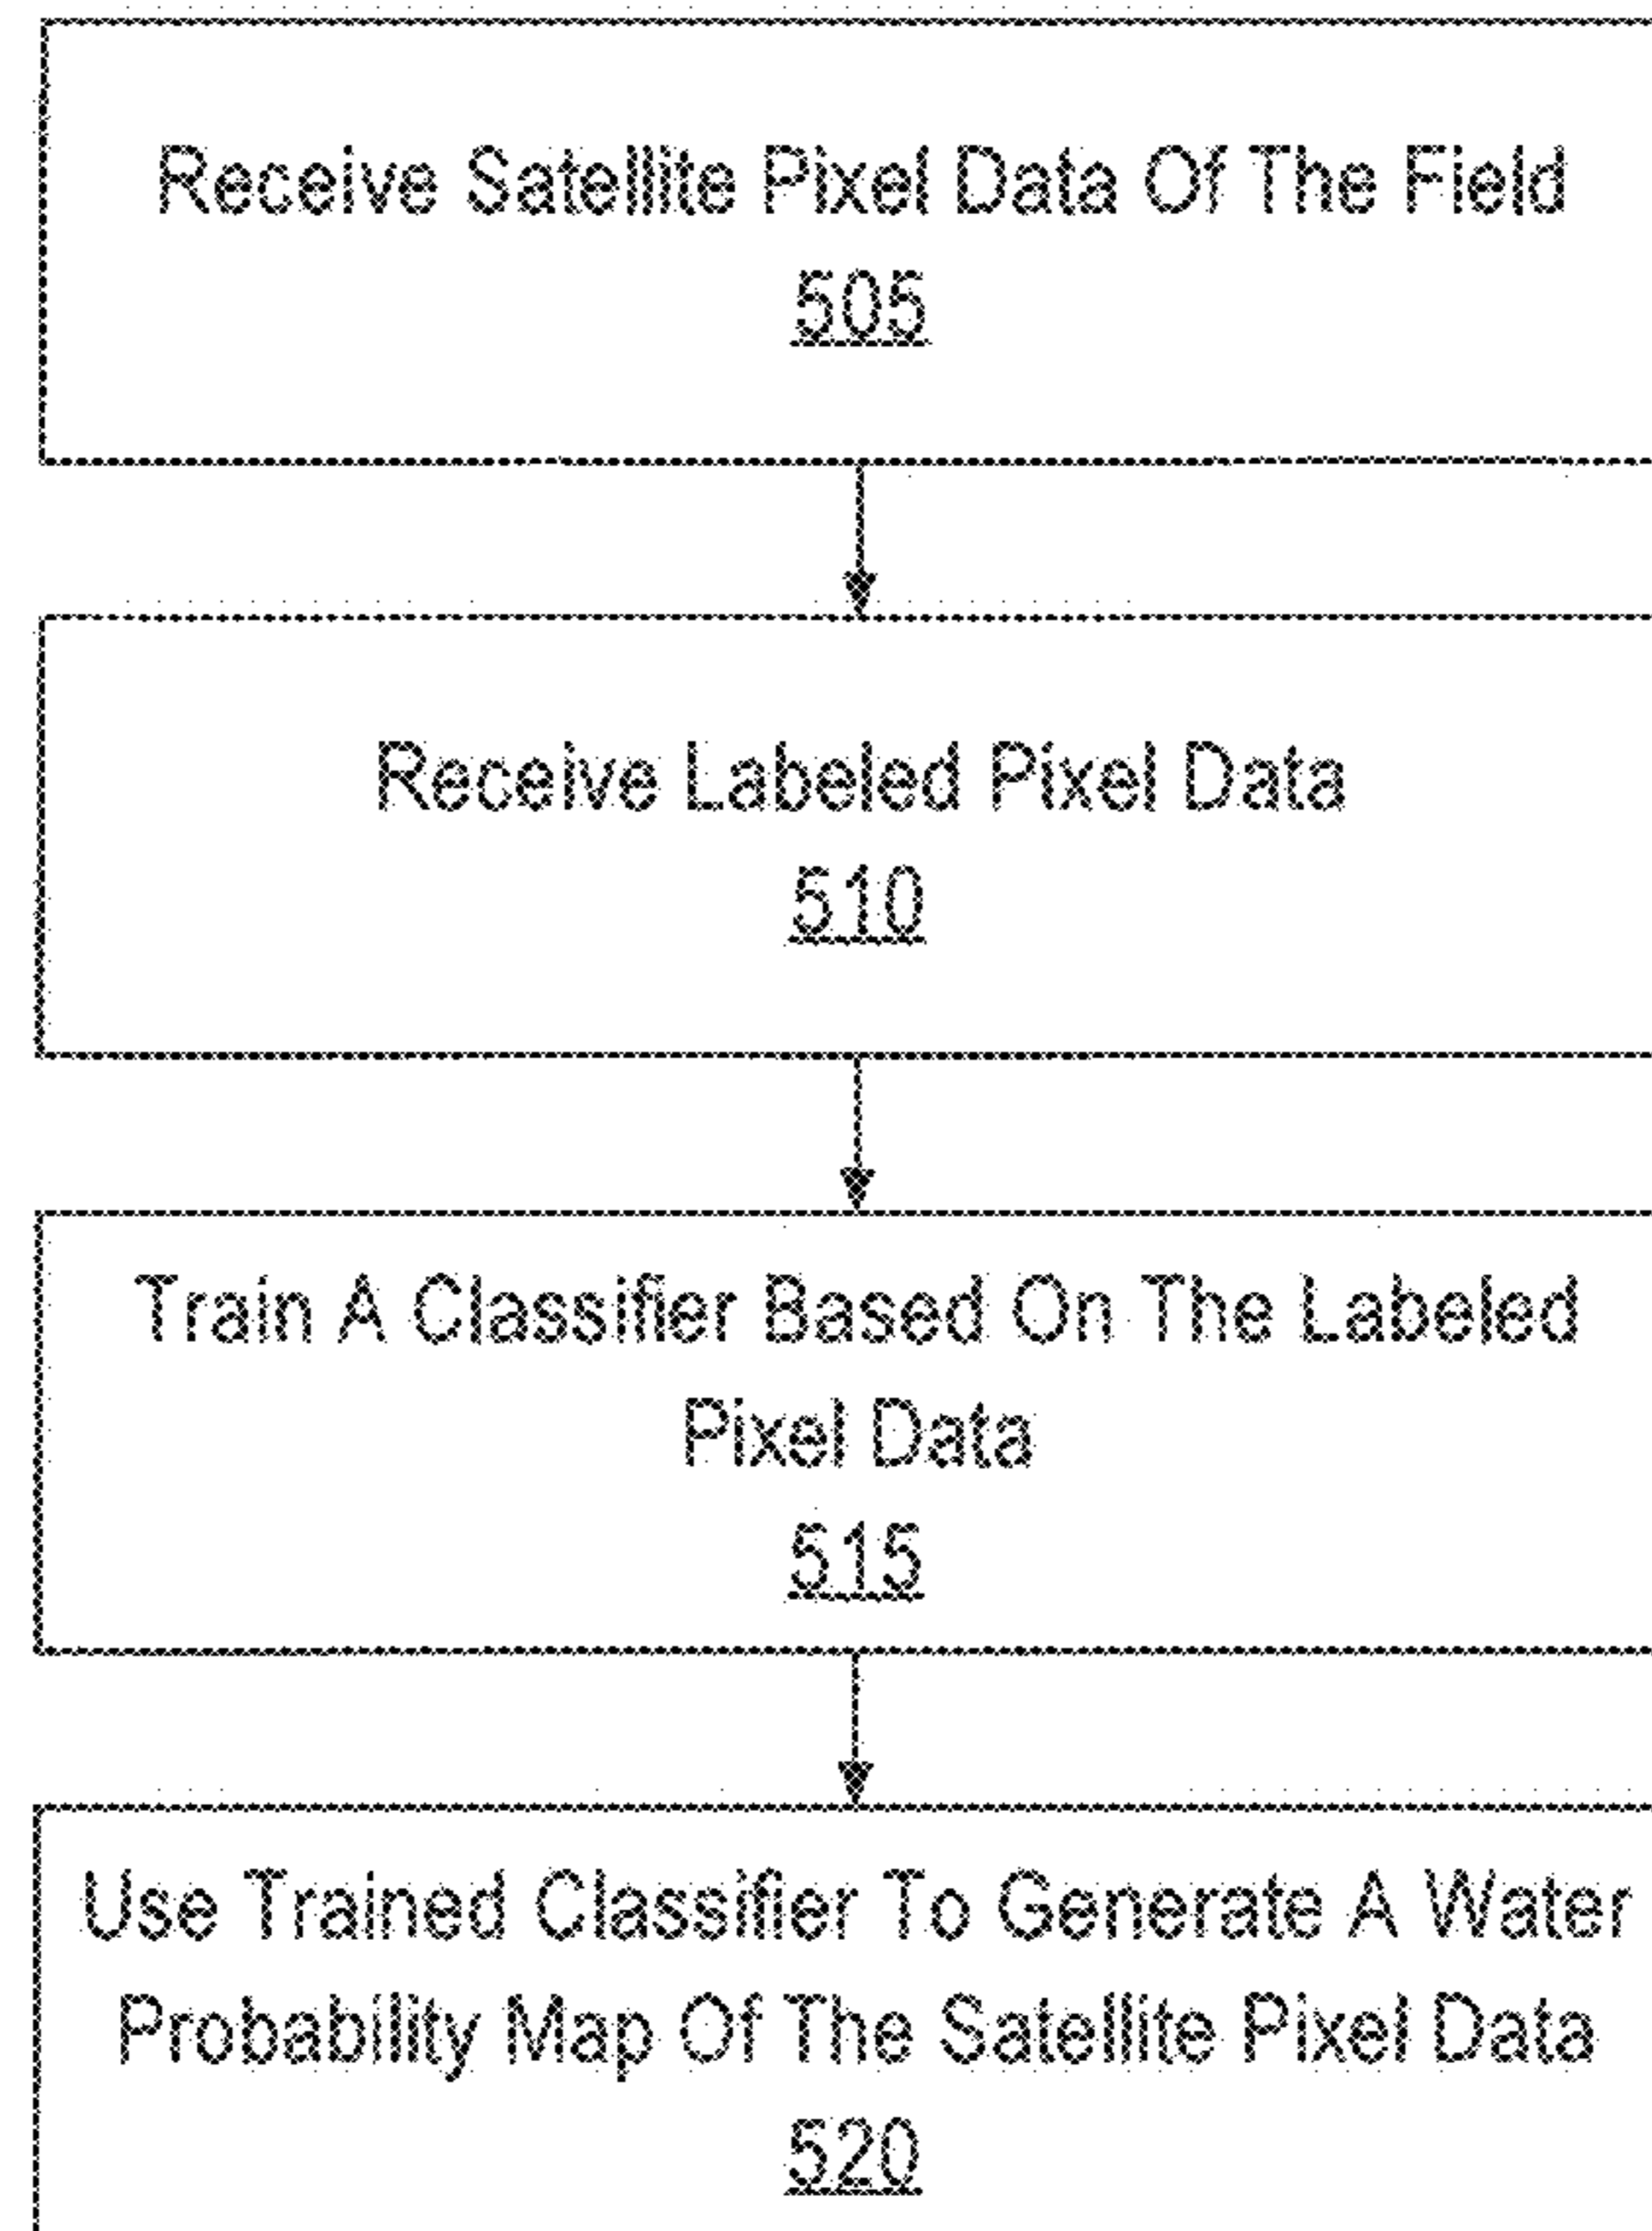 Receive Satellite Pixel Data Of The Field
505
Receive Labeled Pixel Data
510
Train A Classifier Based On The Labeled
Pixel Data
515
Use Trained Classifier To Generate A Water
Probability Map Of The Satellite Pixel Data
520